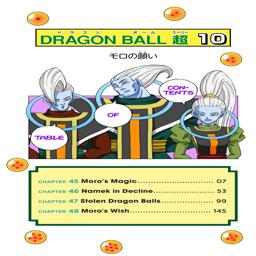 ドラゴン ボール スーパー
DRAGON BALL 超 10
モロの願い
TABLE
OF
CON-
TENTS
CHAPTER 45 Moro's Magic 07
CHAPTER 46 Namek in Decline 53
CHAPTER 47 Stolen Dragon Balls 99
CHAPTER 48 Moro's Wish 145